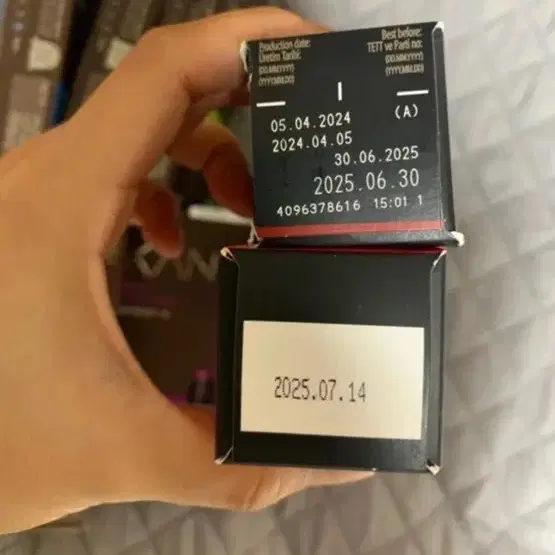 Production date:
Üretim Tarihi:
(DD.MM.YYYY)
(YYYY.MM.DD)
Best before:
TETT ve Parti no:
(DD.MM.YYYY)
(YYYY.MM.DD)
05.04.2024 (A)
2024.04.05
30.06.2025
2025.06.30
4096378616 15:01 1
2025.07.14